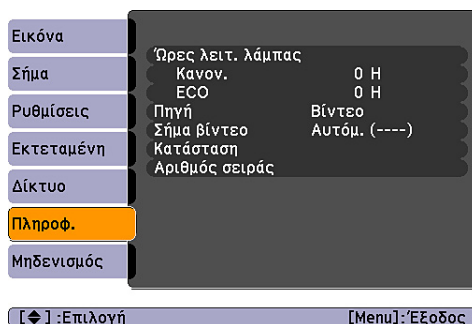 Εικόνα
Σήμα
Ρυθμίσεις
Εκτεταμένη
Δίκτυο
Πληροφ.
Μηδενισμός
Ώρες λειτ. λάμπας
Κανον. 0 H
ECO 0 H
Πηγή Βίντεο
Σήμα βίντεο Αυτόμ. (----)
Κατάσταση
Αριθμός σειράς
[◆] :Επιλογή [Menu]:Έξοδος